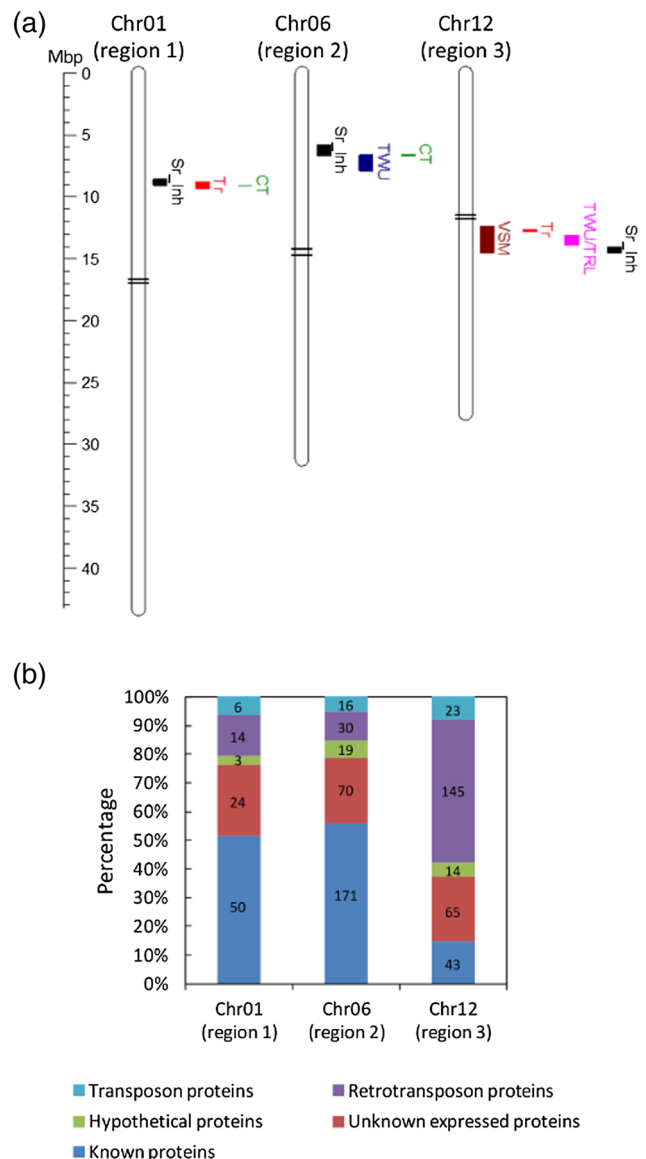 (a)
Chr01 (region 1)
Chr06 (region 2)
Chr12 (region 3)
Mbp
0
5
10
15
20
25
30
35
40
Sr_Inh
Tr
CT
Sr_Inh
TWU
CT
VSM
Tr
TWU/TRL
Sr_Inh
(b)
100%
90%
80%
70%
60%
50%
40%
30%
20%
10%
0%
Percentage
6
14
3
24
50
16
30
19
70
171
23
145
14
65
43
Chr01 (region 1)
Chr06 (region 2)
Chr12 (region 3)
Transposon proteins
Retrotransposon proteins
Hypothetical proteins
Unknown expressed proteins
Known proteins